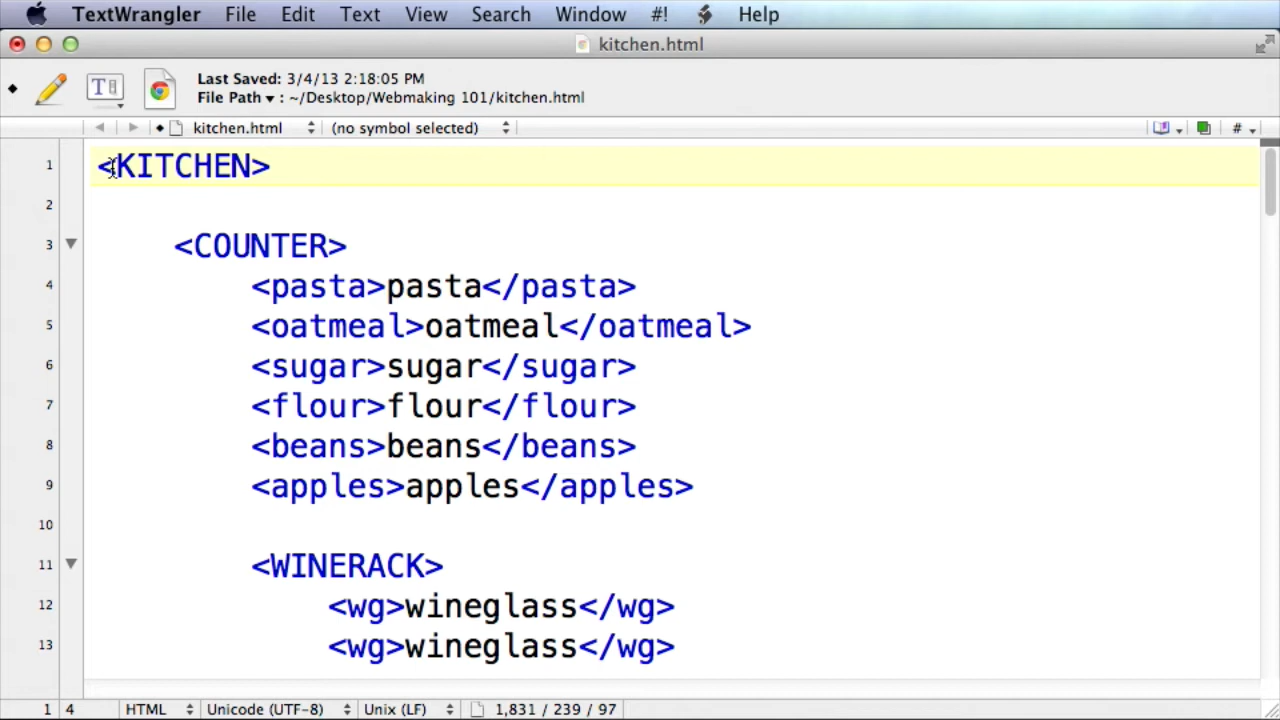 TextWrangler File Edit Text View Search Window #! Help
kitchen.html
Last Saved: 3/4/13 2:18:05 PM
File Path ▾ : ~/Desktop/Webmaking 101/kitchen.html
kitchen.html (no symbol selected) #
1 <KITCHEN>
2
3 <COUNTER>
4 <pasta>pasta</pasta>
5 <oatmeal>oatmeal</oatmeal>
6 <sugar>sugar</sugar>
7 <flour>flour</flour>
8 <beans>beans</beans>
9 <apples>apples</apples>
10
11 <WINERACK>
12 <wg>wineglass</wg>
13 <wg>wineglass</wg>
1 4 HTML Unicode (UTF-8) Unix (LF) 1,831 / 239 / 97